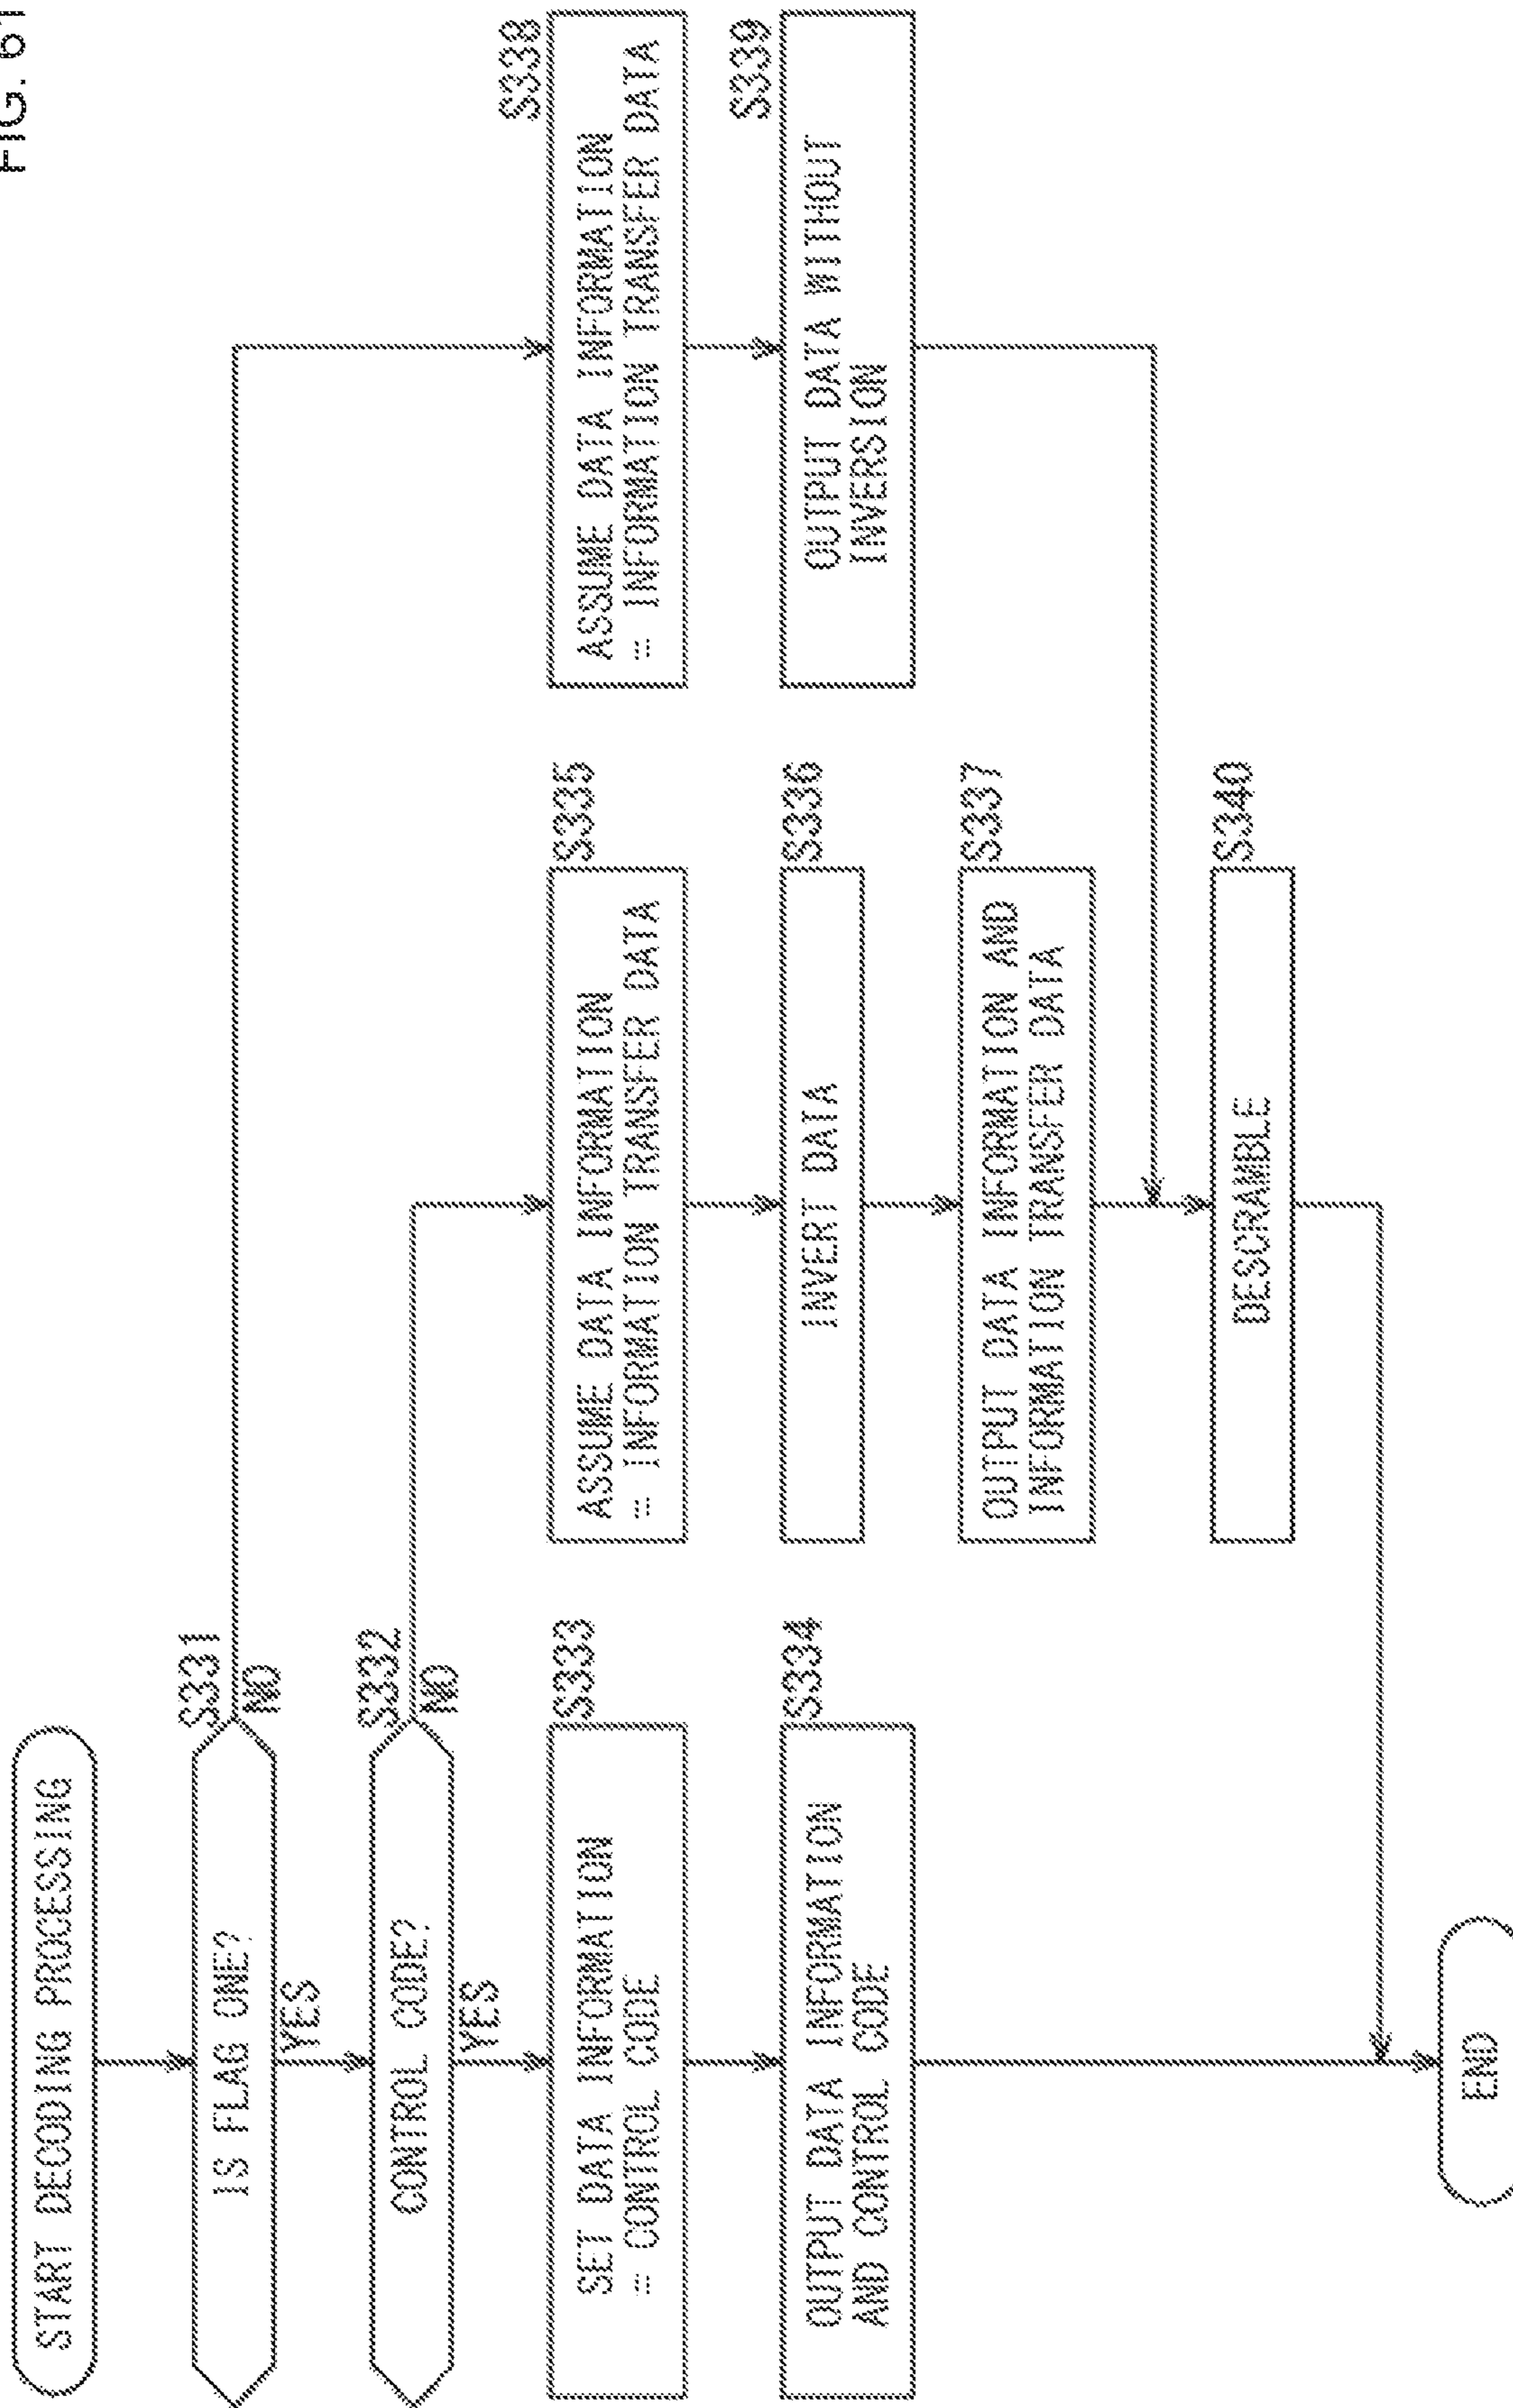 FIG. 61
START DECODING PROCESSING
S331
IS FLAG ONE?
NO
YES
S332
CONTROL CODE?
NO
YES
S333
SET DATA INFORMATION
= CONTROL CODE
S334
OUTPUT DATA INFORMATION
AND CONTROL CODE
S335
ASSUME DATA INFORMATION
= INFORMATION TRANSFER DATA
S336
INVERT DATA
S337
OUTPUT DATA INFORMATION AND
INFORMATION TRANSFER DATA
S338
ASSUME DATA INFORMATION
= INFORMATION TRANSFER DATA
S339
OUTPUT DATA WITHOUT
INVERSION
S340
DESCRAMBLE
END